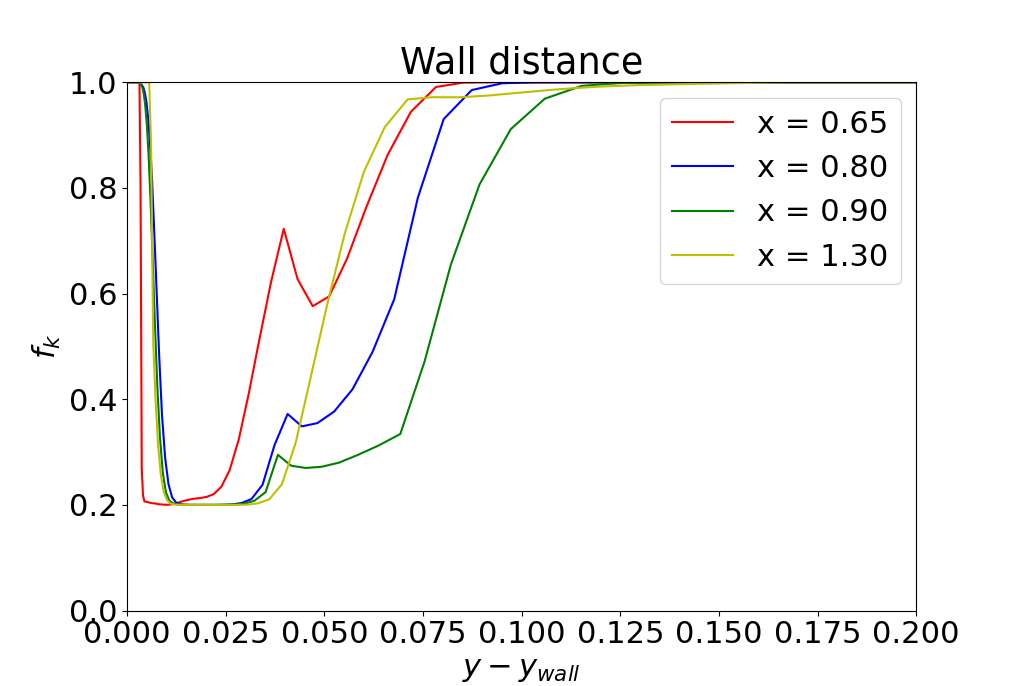 Wall distance
1.0
0.8
0.6
0.4
0.2
0.0
f_k
x = 0.65
x = 0.80
x = 0.90
x = 1.30
0.000 0.025 0.050 0.075 0.100 0.125 0.150 0.175 0.200
y − y_wall